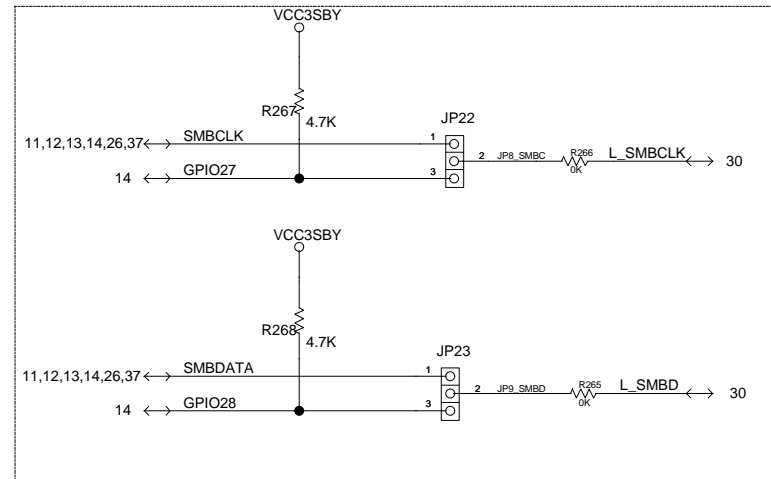 VCC3SBY
R267
4.7K
JP22
11,12,13,14,26,37 SMBCLK 1
2 JP8_SMBC R266 0K L_SMBCLK 30
14 GPIO27 3
VCC3SBY
R268
4.7K
JP23
11,12,13,14,26,37 SMBDATA 1
2 JP9_SMBD R265 0K L_SMBD 30
14 GPIO28 3